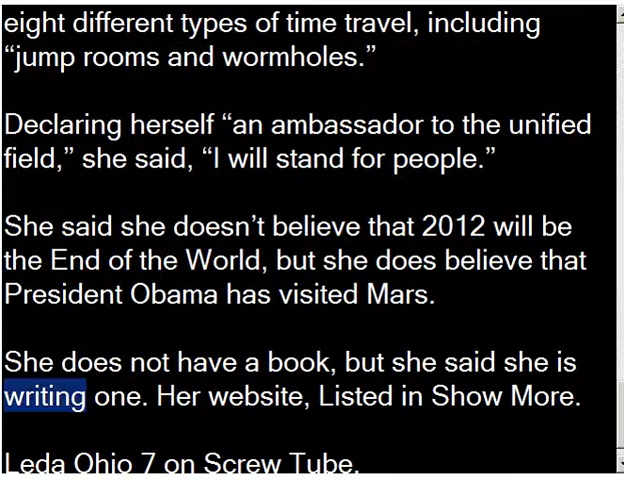 eight different types of time travel, including
“jump rooms and wormholes.”
Declaring herself “an ambassador to the unified
field,” she said, “I will stand for people.”
She said she doesn’t believe that 2012 will be
the End of the World, but she does believe that
President Obama has visited Mars.
She does not have a book, but she said she is
writing one. Her website, Listed in Show More.
Leda Ohio 7 on Screw Tube.